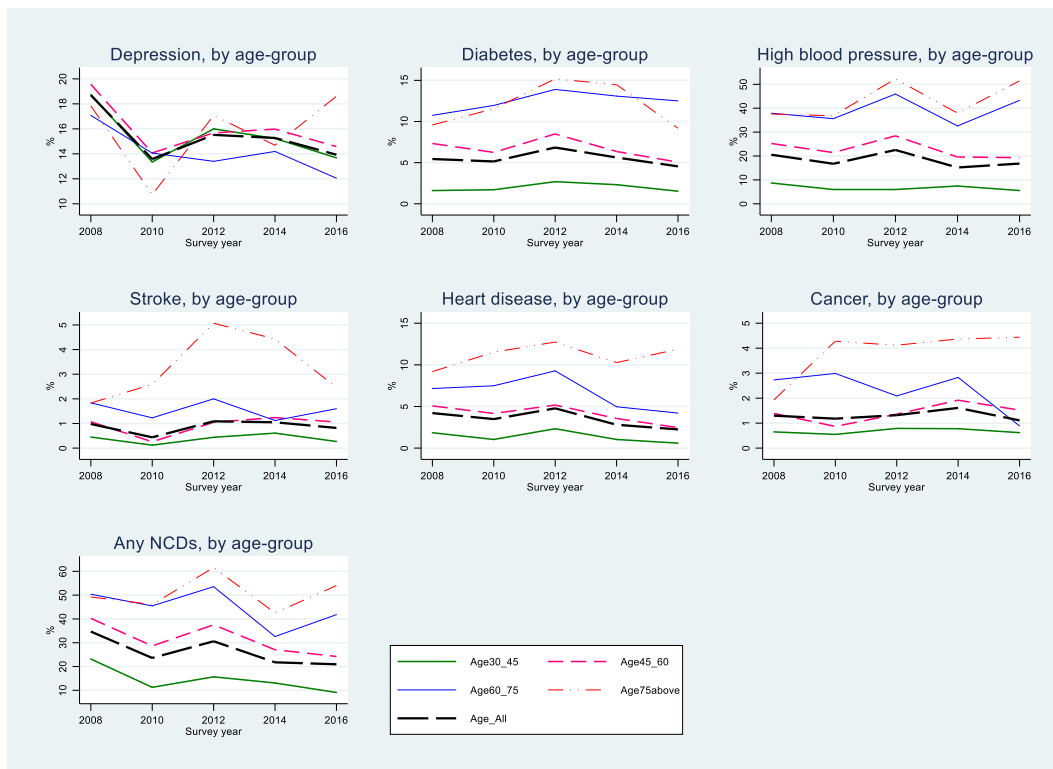 Depression, by age-group
Diabetes, by age-group
High blood pressure, by age-group
%
20
18
16
14
12
10
2008 2010 2012 2014 2016
Survey year
%
15
10
5
0
2008 2010 2012 2014 2016
Survey year
%
50
40
30
20
10
0
2008 2010 2012 2014 2016
Survey year
Stroke, by age-group
Heart disease, by age-group
Cancer, by age-group
%
5
4
3
2
1
0
2008 2010 2012 2014 2016
Survey year
%
15
10
5
0
2008 2010 2012 2014 2016
Survey year
%
5
4
3
2
1
0
2008 2010 2012 2014 2016
Survey year
Any NCDs, by age-group
%
60
50
40
30
20
10
2008 2010 2012 2014 2016
Survey year
Age30_45 Age45_60
Age60_75 Age75above
Age_All